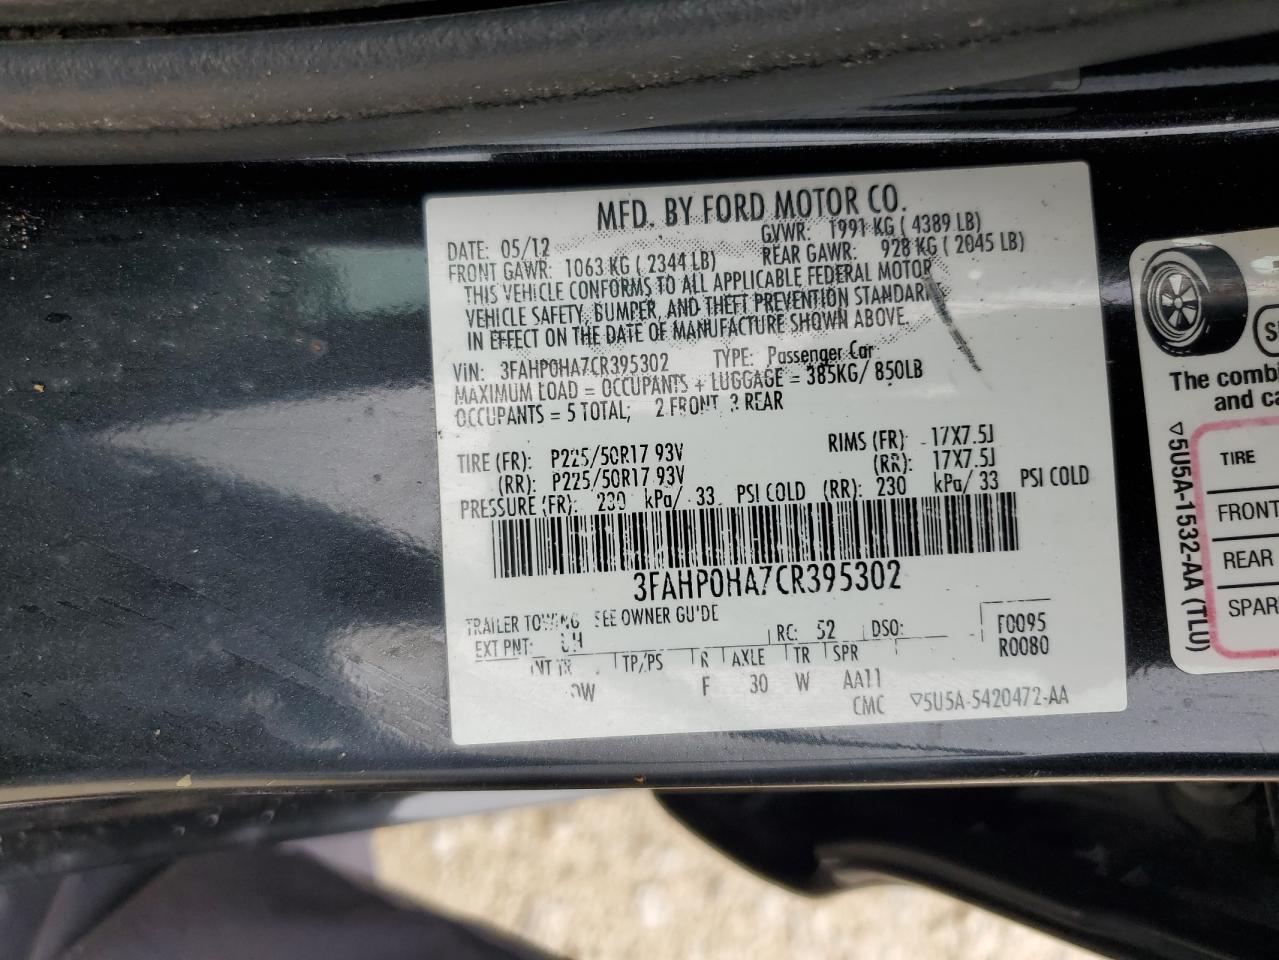 MFD. BY FORD MOTOR CO.
DATE: 05/12 GVWR: 1991 KG ( 4389 LB)
FRONT GAWR: 1063 KG ( 2344 LB) REAR GAWR: 928 KG ( 2045 LB)
THIS VEHICLE CONFORMS TO ALL APPLICABLE FEDERAL MOTOR
VEHICLE SAFETY, BUMPER, AND THEFT PREVENTION STANDAR
IN EFFECT ON THE DATE OF MANUFACTURE SHOWN ABOVE.
VIN: 3FAHP0HA7CR395302 TYPE: Passenger Car
MAXIMUM LOAD = OCCUPANTS + LUGGAGE = 385KG/ 850LB
OCCUPANTS = 5 TOTAL; 2 FRONT, 3 REAR
TIRE (FR): P225/50R17 93V RIMS (FR): 17X7.5J
(RR): P225/50R17 93V (RR): 17X7.5J
PRESSURE (FR): 230 kPa/ 33 PSI COLD (RR): 230 kPa/ 33 PSI COLD
3FAHP0HA7CR395302
TRAILER TOWING SEE OWNER GUIDE
EXT PNT: RC: 52 DSO: F0095
INT TR TP/PS R AXLE TR SPR R0080
OW F 30 W AA11
CMC ▽5U5A-5420472-AA
The combi
and ca
▽5U5A-1532-AA (TLU)
TIRE
FRONT
REAR
SPAR